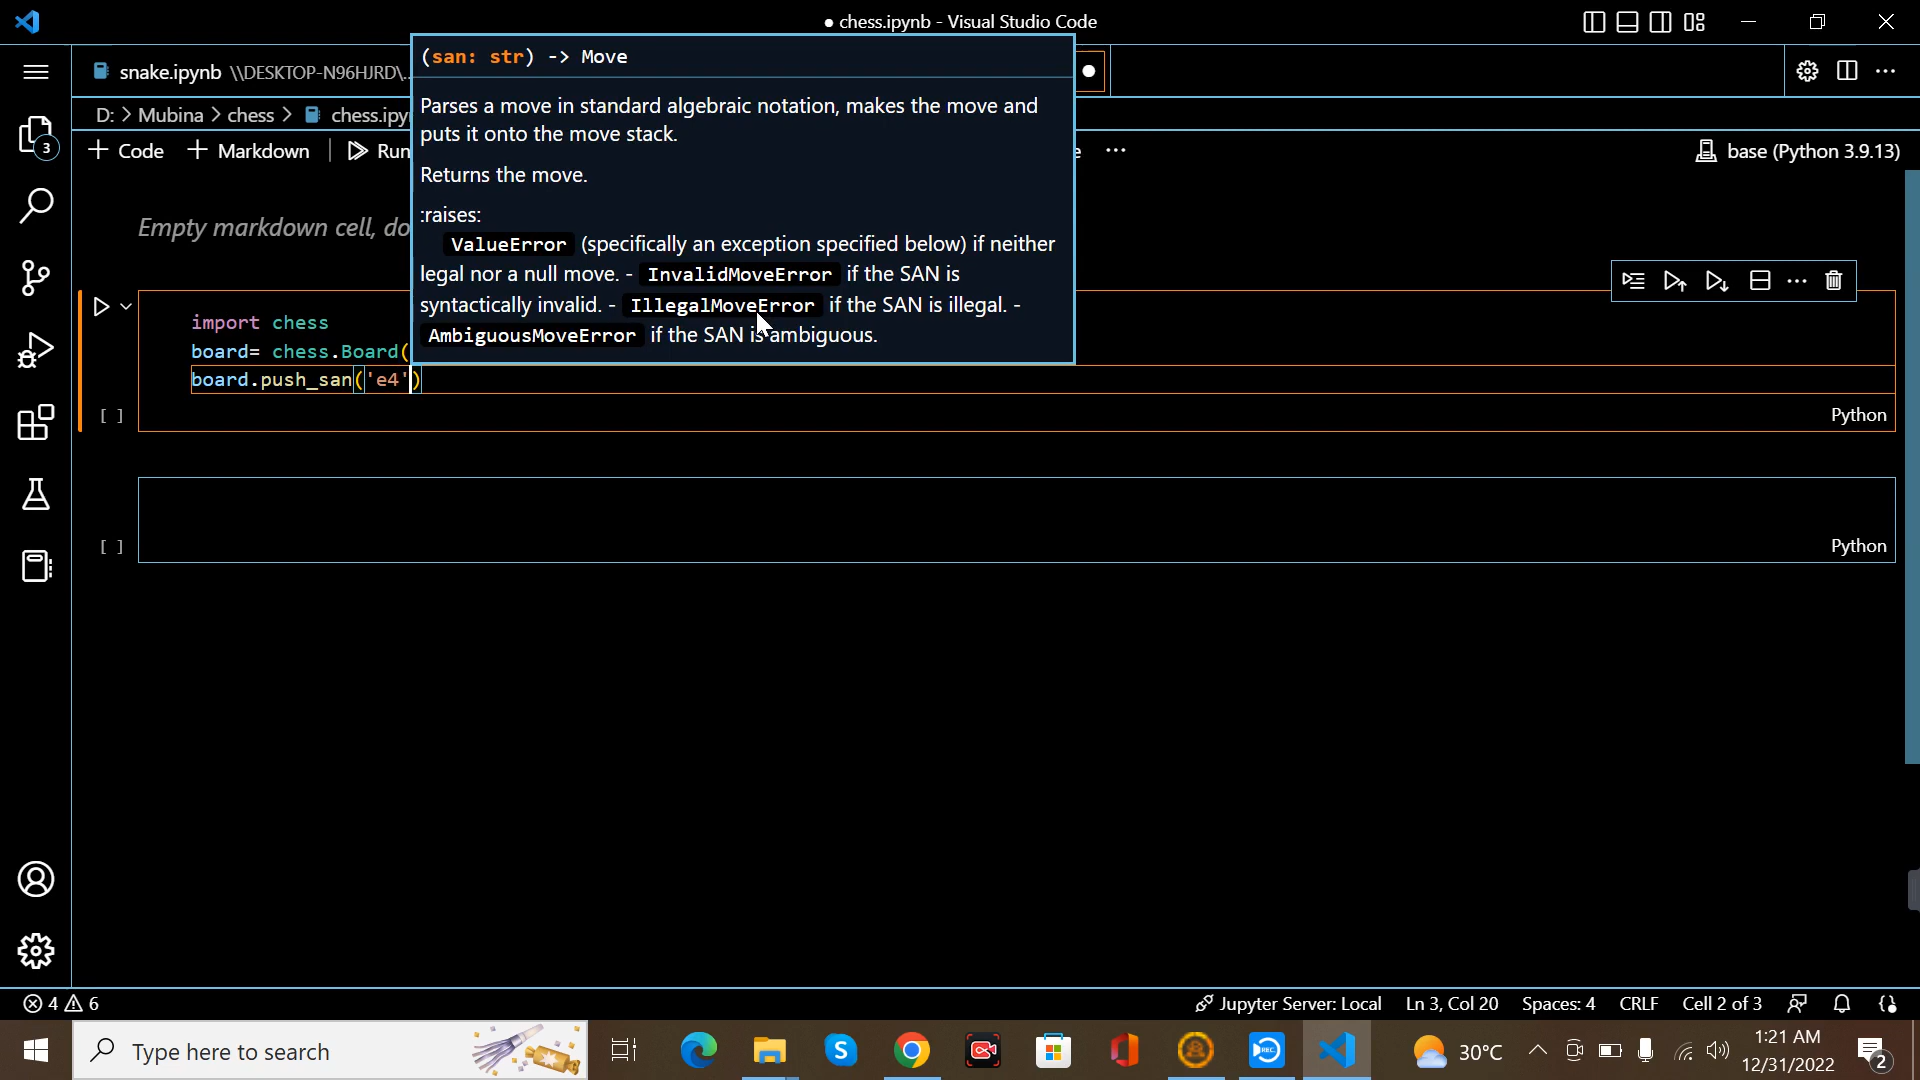 ● chess.ipynb - Visual Studio Code
snake.ipynb \\DESKTOP-N96HJRD\...
D: > Mubina > chess > chess.ipy
+ Code + Markdown Run
e ... base (Python 3.9.13)
(san: str) -> Move
Parses a move in standard algebraic notation, makes the move and
puts it onto the move stack.
Returns the move.
:raises:
ValueError (specifically an exception specified below) if neither
legal nor a null move. - InvalidMoveError if the SAN is
syntactically invalid. - IllegalMoveError if the SAN is illegal. -
AmbiguousMoveError if the SAN is ambiguous.
3
Empty markdown cell, do
import chess
board= chess.Board(
board.push_san('e4')
[ ] Python
[ ] Python
4 6 Jupyter Server: Local Ln 3, Col 20 Spaces: 4 CRLF Cell 2 of 3
Type here to search
REC
30°C
1:21 AM
12/31/2022
2